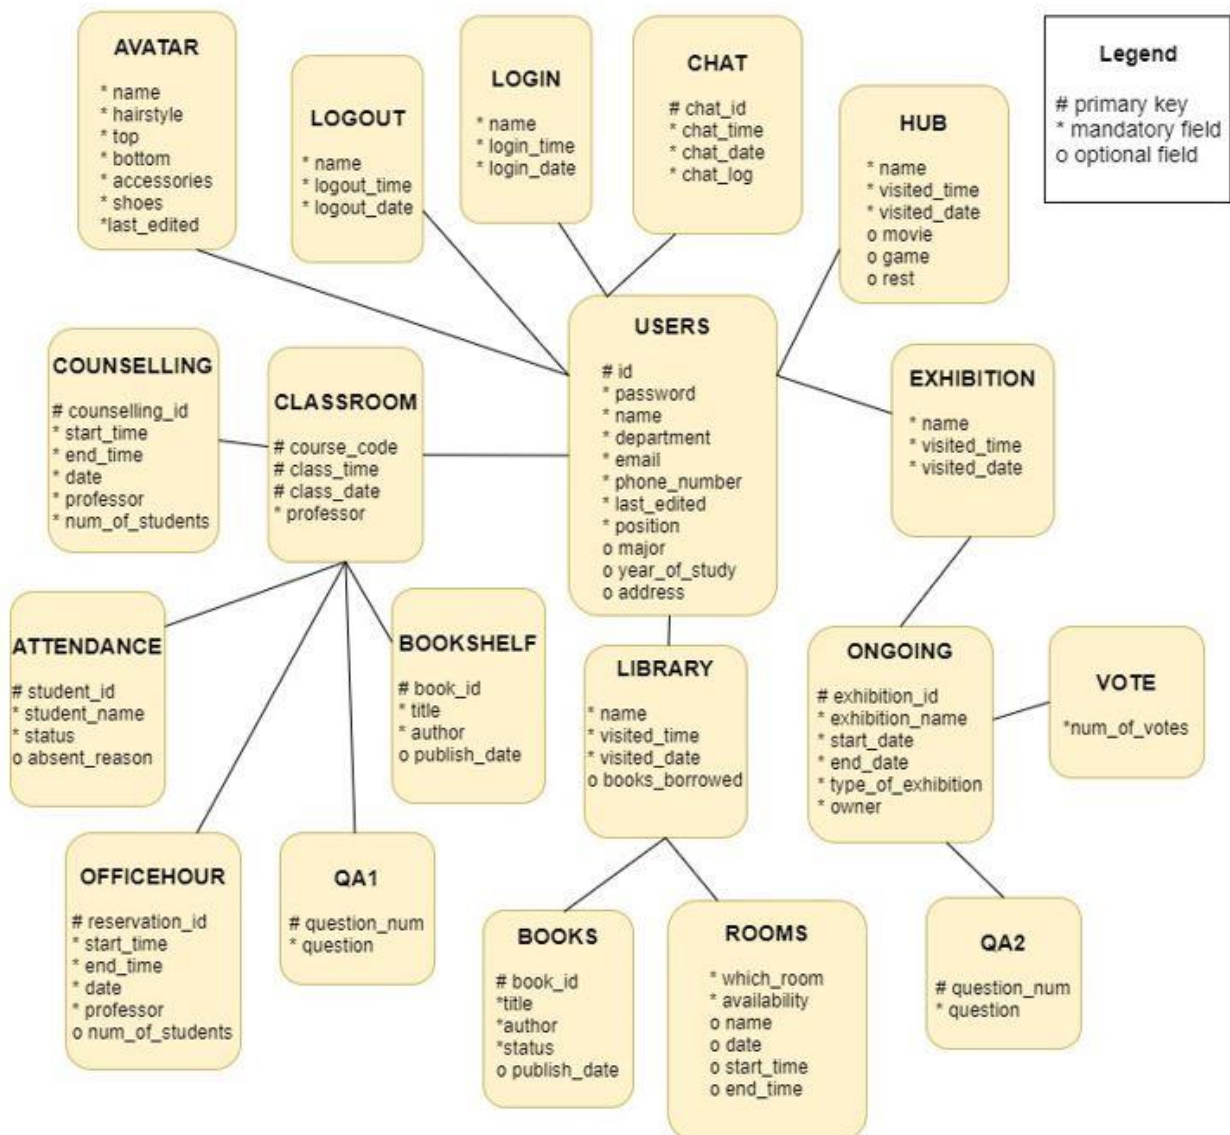 AVATAR
* name
* hairstyle
* top
* bottom
* accessories
* shoes
*last_edited
LOGOUT
* name
* logout_time
* logout_date
LOGIN
* name
* login_time
* login_date
CHAT
# chat_id
* chat_time
* chat_date
* chat_log
HUB
* name
* visited_time
* visited_date
o movie
o game
o rest
Legend
# primary key
* mandatory field
o optional field
COUNSELLING
# counselling_id
* start_time
* end_time
* date
* professor
* num_of_students
CLASSROOM
# course_code
# class_time
# class_date
* professor
USERS
# id
* password
* name
* department
* email
* phone_number
* last_edited
* position
o major
o year_of_study
o address
EXHIBITION
* name
* visited_time
* visited_date
ATTENDANCE
# student_id
* student_name
* status
o absent_reason
BOOKSHELF
# book_id
* title
* author
o publish_date
LIBRARY
* name
* visited_time
* visited_date
o books_borrowed
ONGOING
# exhibition_id
* exhibition_name
* start_date
* end_date
* type_of_exhibition
* owner
VOTE
*num_of_votes
OFFICEHOUR
# reservation_id
* start_time
* end_time
* date
* professor
o num_of_students
QA1
# question_num
* question
BOOKS
# book_id
*title
*author
*status
o publish_date
ROOMS
* which_room
* availability
o name
o date
o start_time
o end_time
QA2
# question_num
* question